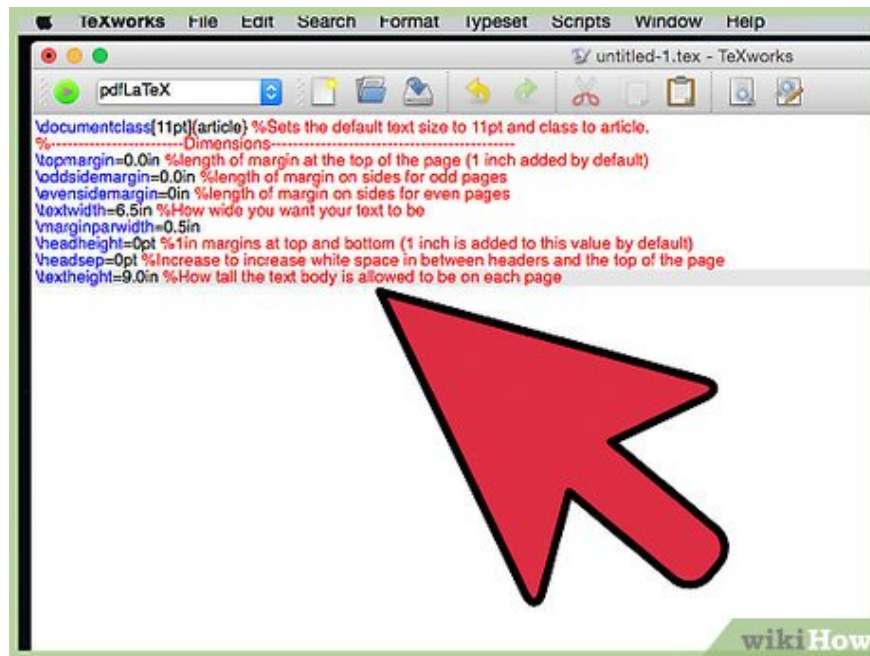 TeXworks File Edit Search Format Typeset Scripts Window Help
untitled-1.tex - TeXworks
pdfLaTeX
\documentclass[11pt]{article} %Sets the default text size to 11pt and class to article.
%-------------------------Dimensions---------------------------------------------
\topmargin=0.0in %length of margin at the top of the page (1 inch added by default)
\oddsidemargin=0.0in %length of margin on sides for odd pages
\evensidemargin=0in %length of margin on sides for even pages
\textwidth=6.5in %How wide you want your text to be
\marginparwidth=0.5in
\headheight=0pt %1in margins at top and bottom (1 inch is added to this value by default)
\headsep=0pt %Increase to increase white space in between headers and the top of the page
\textheight=9.0in %How tall the text body is allowed to be on each page
wikiHow